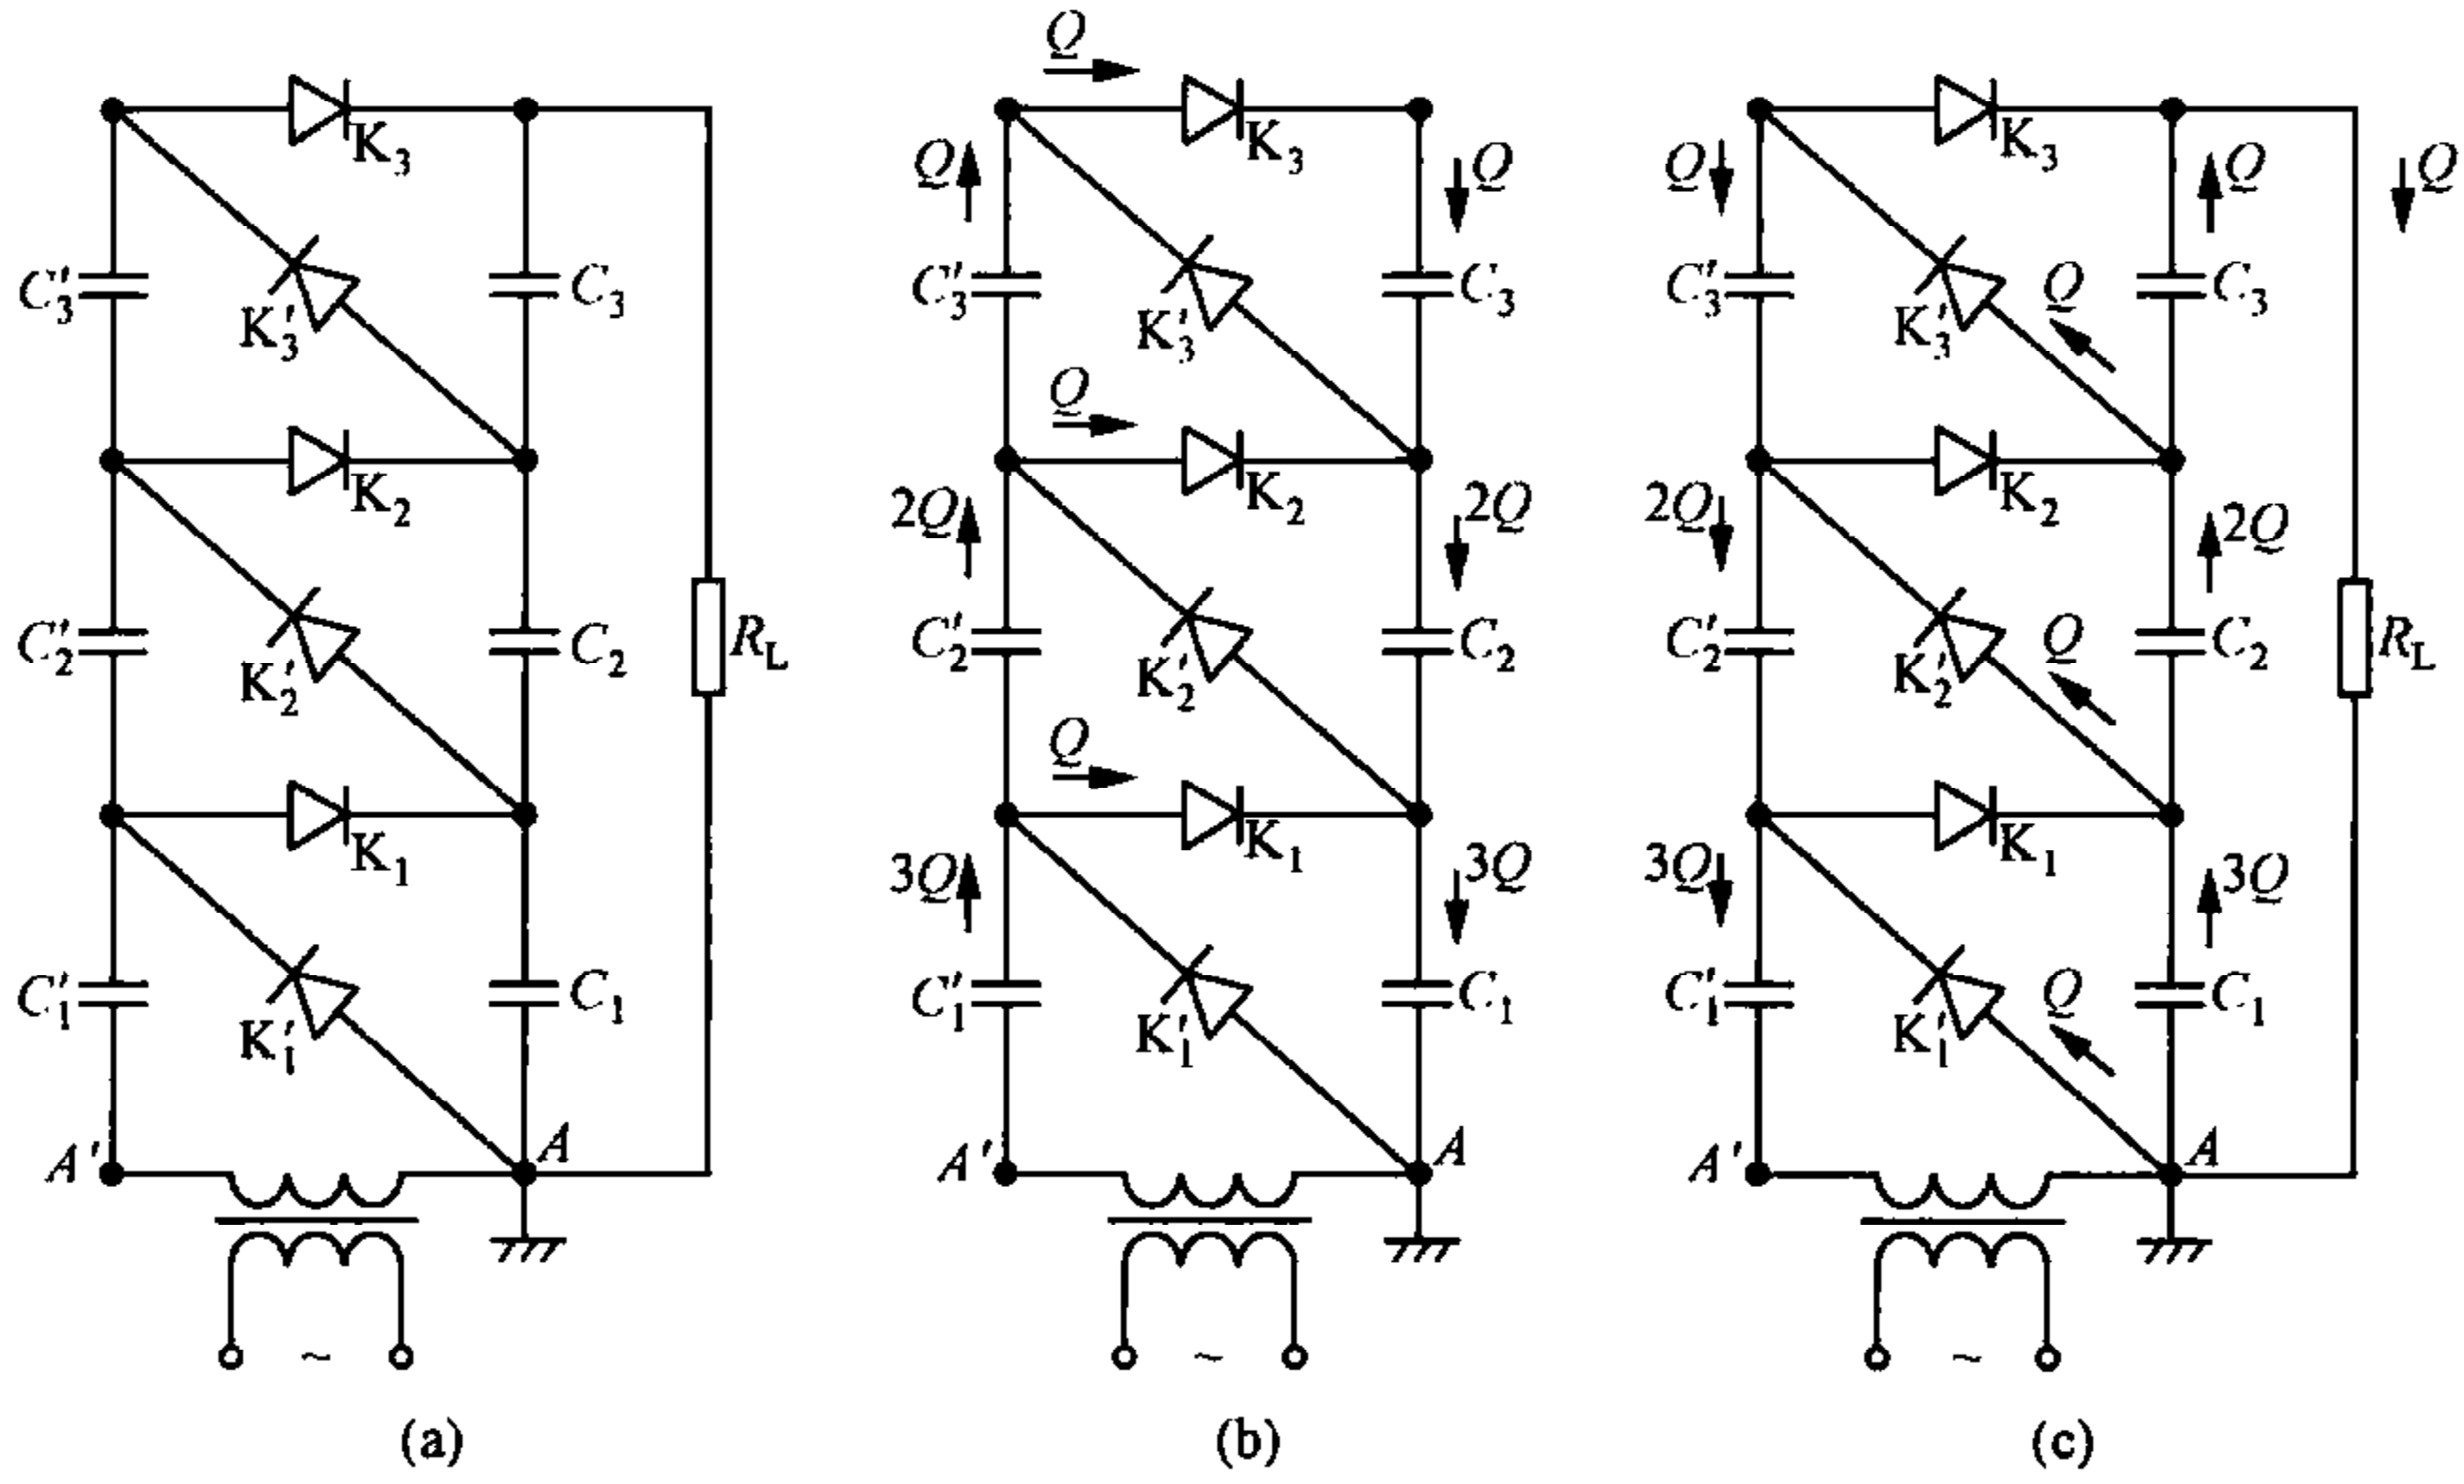 K₃
C′₃
C₃
K′₃
K₂
C′₂
C₂
R_L
K′₂
K₁
C′₁
C₁
K′₁
A′
A
~
(a)
Q
K₃
Q
Q
C′₃
C₃
K′₃
Q
K₂
2Q
2Q
C′₂
C₂
K′₂
Q
K₁
3Q
3Q
C′₁
C₁
K′₁
A′
A
~
(b)
K₃
Q
Q
Q
C′₃
Q
C₃
K′₃
K₂
2Q
2Q
C′₂
Q
C₂
R_L
K′₂
K₁
3Q
3Q
C′₁
Q
C₁
K′₁
A′
A
~
(c)